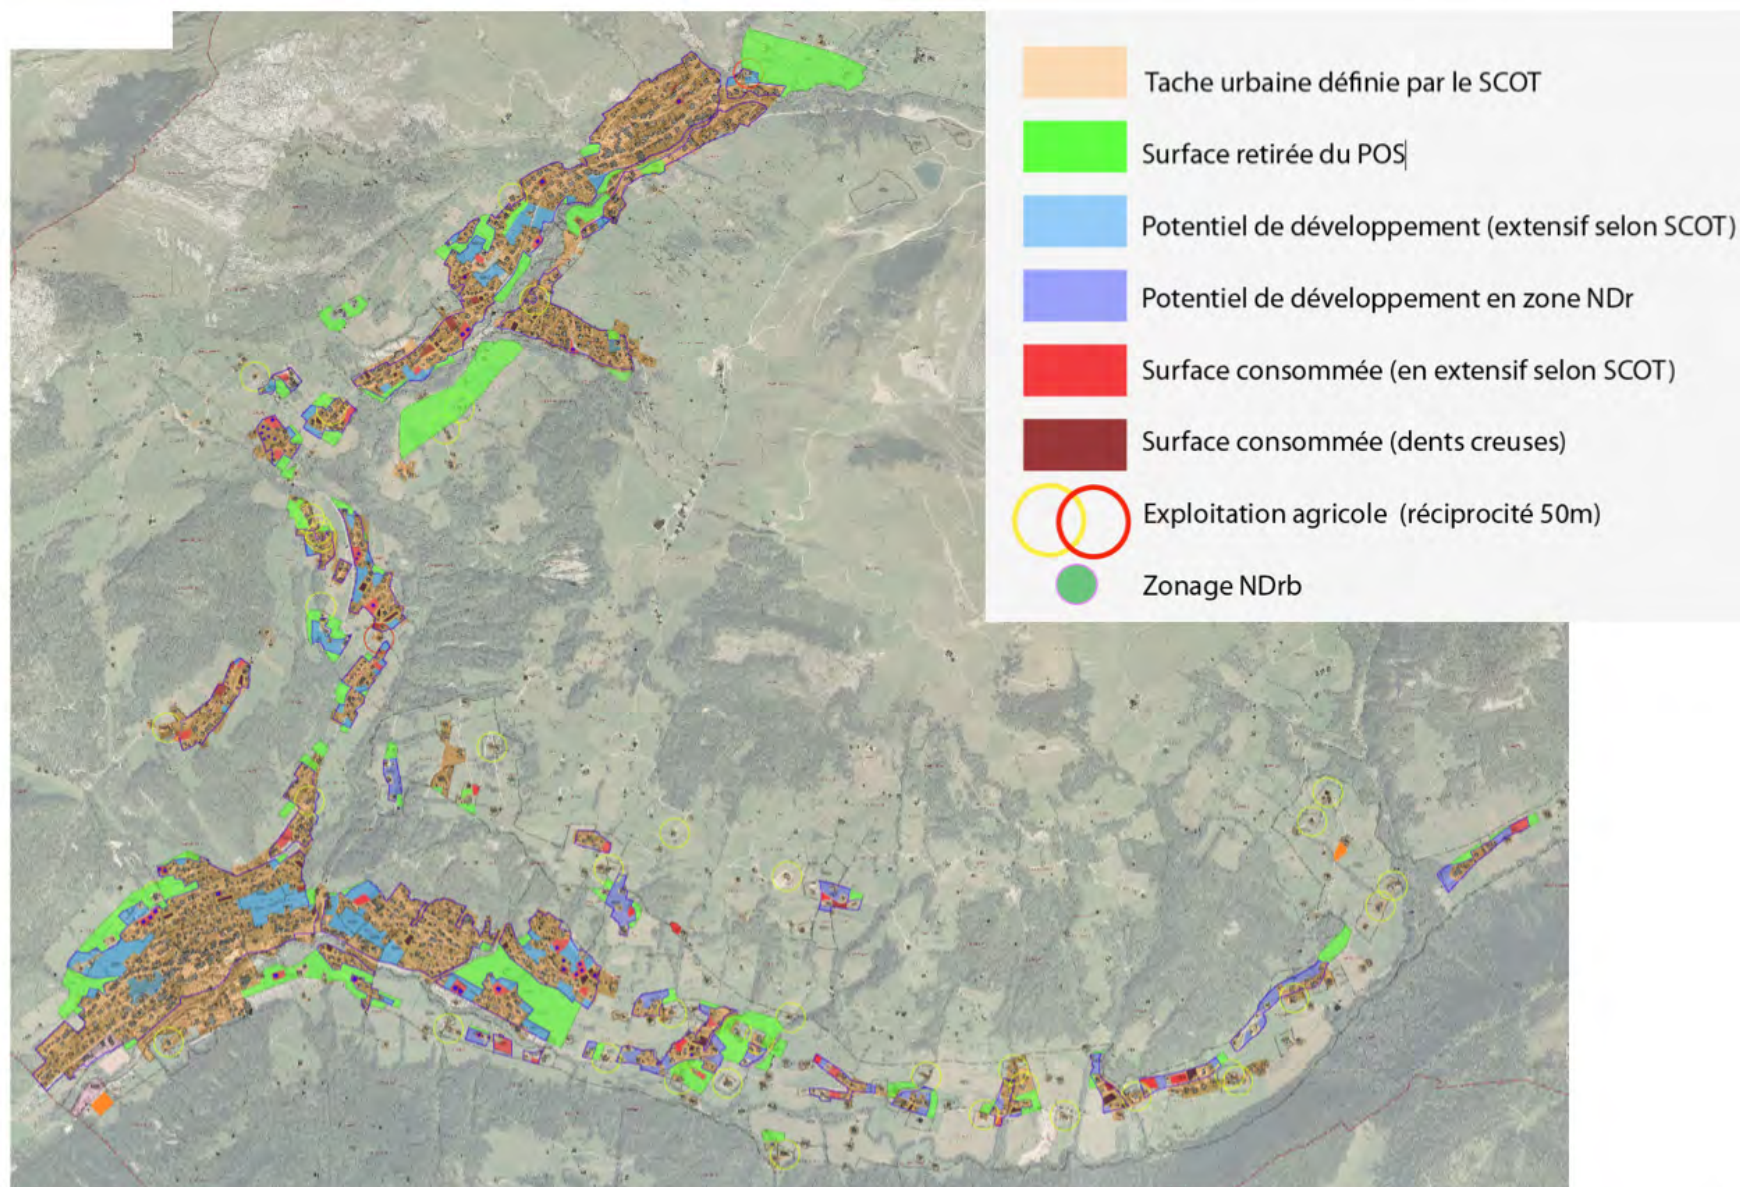 Tache urbaine définie par le SCOT
Surface retirée du POS
Potentiel de développement (extensif selon SCOT)
Potentiel de développement en zone NDr
Surface consommée (en extensif selon SCOT)
Surface consommée (dents creuses)
Exploitation agricole (réciprocité 50m)
Zonage NDrb